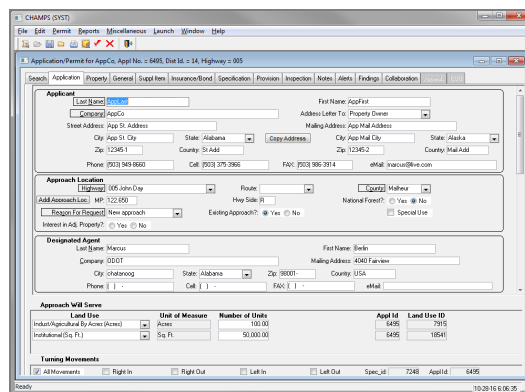 CHAMPS (SYST)
File Edit Permit Reports Miscellaneous Launch Window Help
Application/Permit for AppCo, Appl No. = 6495, Dist Id. = 14, Highway = 005
Search Application Property General Suppl Item Insurance/Bond Specification Provision Inspection Notes Alerts Findings Collaboration
Applicant
Last Name: AppLast First Name: AppFirst
Company: AppCo Address Letter To: Property Owner
Street Address: App St. Address Mailing Address: App Mail Address
City: App St. City State: Alabama Copy Address City: App Mail City State: Alaska
Zip: 12345-1 Country: St Add Zip: 12345-2 Country: Mail Add
Phone: (503) 949-8660 Cell: (503) 375-3966 FAX: (503) 986-3914 eMail: marcus@live.com
Approach Location
Highway: 005 John Day Route: County: Malheur
Addl Approach Loc. MP: 122.650 Hwy Side: R National Forest?: Yes No
Reason For Request: New approach Existing Approach?: Yes No Special Use
Interest in Adj. Property?: Yes No
Designated Agent
Last Name: Marcus First Name: Berlin
Company: ODOT Mailing Address: 4040 Fairview
City: chatanoog State: Alabama Zip: 98001- Country: USA
Phone: ( ) - Cell: ( ) - FAX: ( ) - eMail:
Approach Will Serve
Land Use Unit of Measure Number of Units Appl Id Land Use ID
Indust/Agricultural By Acres (Acres) Acres 100.00 6495 7915
Institutional (Sq. Ft.) Sq. Ft. 50,000.00 6495 18541
Turning Movements
All Movements Right In Right Out Left In Left Out Spec_id: 7248 Appl Id: 6495
Ready 10-28-16 6:06:35